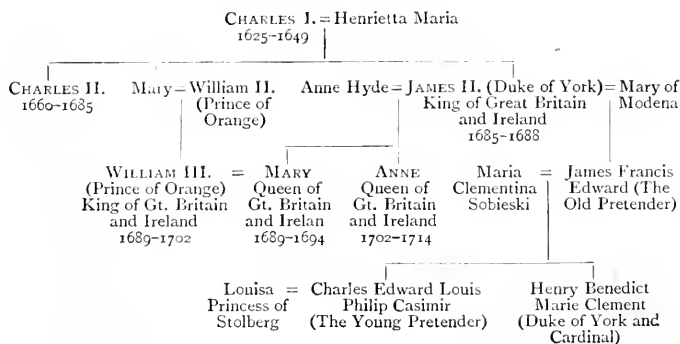 CHARLES I. = Henrietta Maria
1625-1649
CHARLES II. Mary = William II. Anne Hyde = JAMES II. (Duke of York) = Mary of
1660-1685 (Prince of King of Great Britain Modena
Orange) and Ireland
1685-1688
WILLIAM III. = MARY ANNE Maria = James Francis
(Prince of Orange) Queen of Queen of Clementina Edward (The
King of Gt. Britain Gt. Britain Gt. Britain Sobieski Old Pretender)
and Ireland and Irelan and Ireland
1689-1702 1689-1694 1702-1714
Louisa = Charles Edward Louis Henry Benedict
Princess of Philip Casimir Marie Clement
Stolberg (The Young Pretender) (Duke of York and
Cardinal)